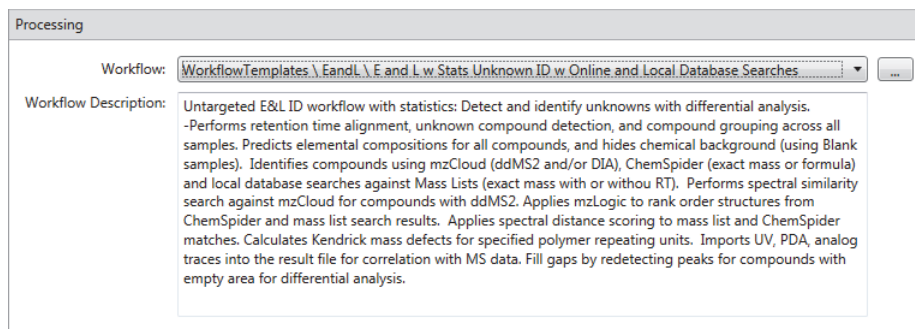 Processing
Workflow: WorkflowTemplates \ EandL \ E and L w Stats Unknown ID w Online and Local Database Searches ...
Workflow Description: Untargeted E&L ID workflow with statistics: Detect and identify unknowns with differential analysis.
-Performs retention time alignment, unknown compound detection, and compound grouping across all
samples. Predicts elemental compositions for all compounds, and hides chemical background (using Blank
samples). Identifies compounds using mzCloud (ddMS2 and/or DIA), ChemSpider (exact mass or formula)
and local database searches against Mass Lists (exact mass with or withou RT). Performs spectral similarity
search against mzCloud for compounds with ddMS2. Applies mzLogic to rank order structures from
ChemSpider and mass list search results. Applies spectral distance scoring to mass list and ChemSpider
matches. Calculates Kendrick mass defects for specified polymer repeating units. Imports UV, PDA, analog
traces into the result file for correlation with MS data. Fill gaps by redetecting peaks for compounds with
empty area for differential analysis.